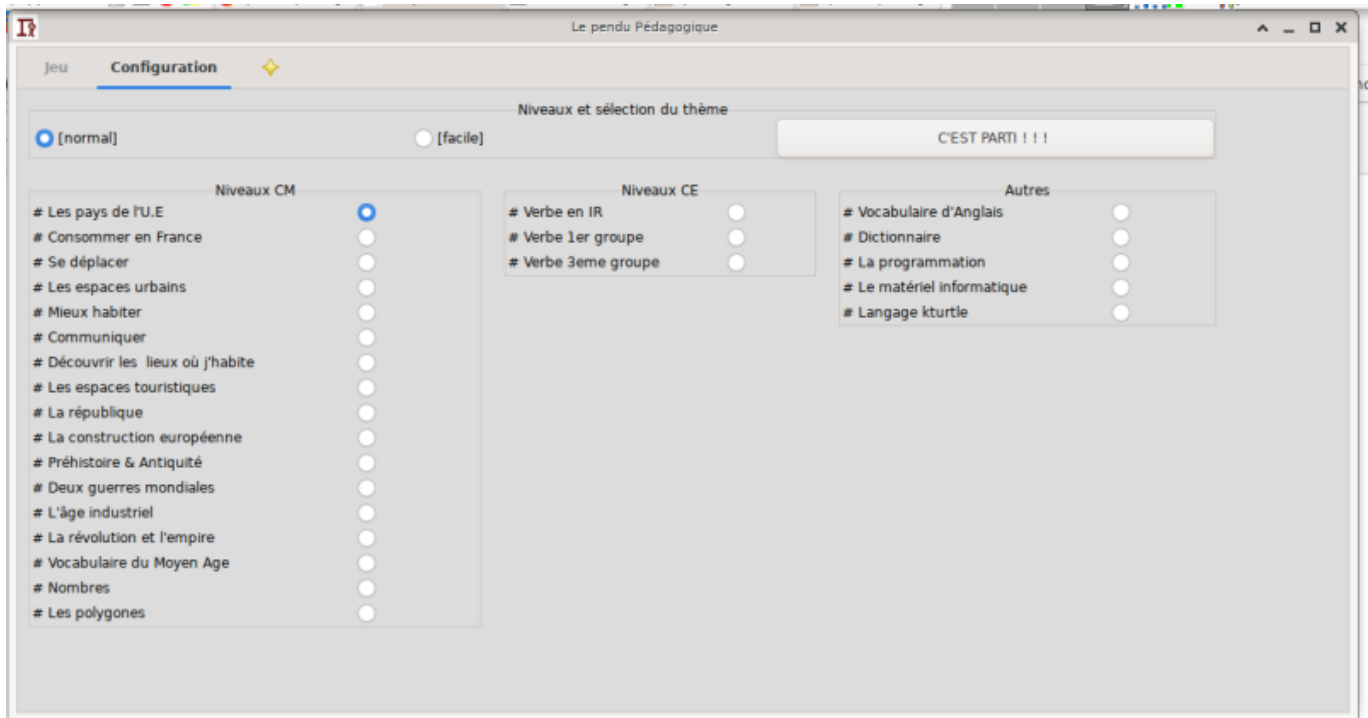 Le pendu Pédagogique
Jeu Configuration
Niveaux et sélection du thème
[normal] [facile] C'EST PARTI ! ! !
Niveaux CM
# Les pays de l'U.E
# Consommer en France
# Se déplacer
# Les espaces urbains
# Mieux habiter
# Communiquer
# Découvrir les  lieux où j'habite
# Les espaces touristiques
# La république
# La construction européenne
# Préhistoire & Antiquité
# Deux guerres mondiales
# L'âge industriel
# La révolution et l'empire
# Vocabulaire du Moyen Age
# Nombres
# Les polygones
Niveaux CE
# Verbe en IR
# Verbe 1er groupe
# Verbe 3eme groupe
Autres
# Vocabulaire d'Anglais
# Dictionnaire
# La programmation
# Le matériel informatique
# Langage kturtle